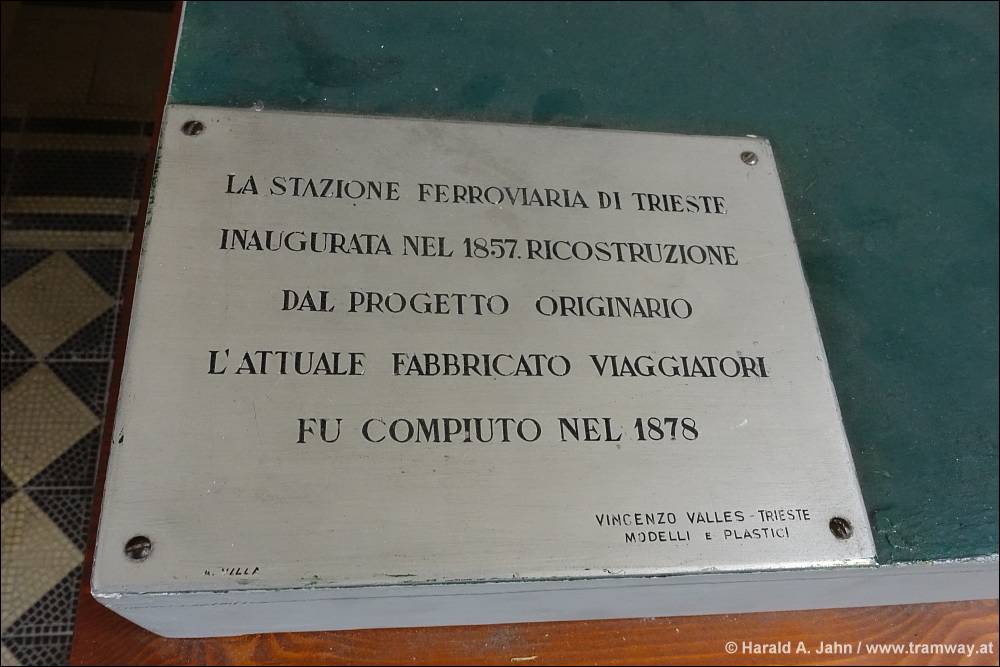 LA STAZIONE FERROVIARIA DI TRIESTE
INAUGURATA NEL 1857. RICOSTRUZIONE
DAL PROGETTO ORIGINARIO
L'ATTUALE FABBRICATO VIAGGIATORI
FU COMPIUTO NEL 1878
VINCENZO VALLES - TRIESTE
MODELLI E PLASTICI
VILLA
© Harald A. Jahn / www.tramway.at